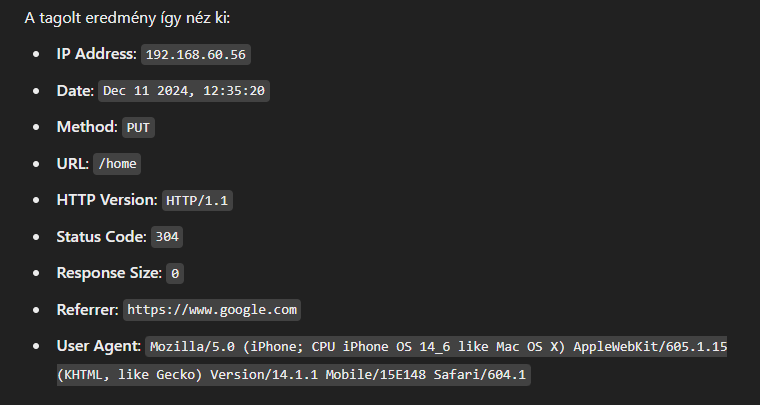 A tagolt eredmény így néz ki:
• IP Address: 192.168.60.56
• Date: Dec 11 2024, 12:35:20
• Method: PUT
• URL: /home
• HTTP Version: HTTP/1.1
• Status Code: 304
• Response Size: 0
• Referrer: https://www.google.com
• User Agent: Mozilla/5.0 (iPhone; CPU iPhone OS 14_6 like Mac OS X) AppleWebKit/605.1.15
(KHTML, like Gecko) Version/14.1.1 Mobile/15E148 Safari/604.1